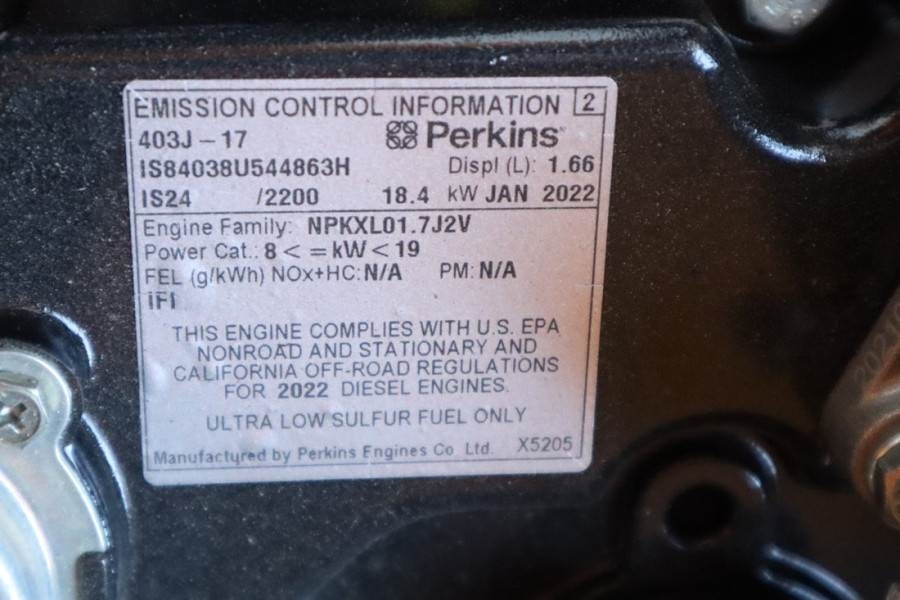 EMISSION CONTROL INFORMATION 2
403J - 17 Perkins
IS84038U544863H Displ (L): 1.66
IS24 /2200 18.4 kW JAN 2022
Engine Family: NPKXL01.7J2V
Power Cat.: 8 < = kW < 19
FEL (g/kWh) NOx+HC: N/A PM: N/A
iFI
THIS ENGINE COMPLIES WITH U.S. EPA
NONROAD AND STATIONARY AND
CALIFORNIA OFF-ROAD REGULATIONS
FOR 2022 DIESEL ENGINES.
ULTRA LOW SULFUR FUEL ONLY
Manufactured by Perkins Engines Co Ltd. X5205